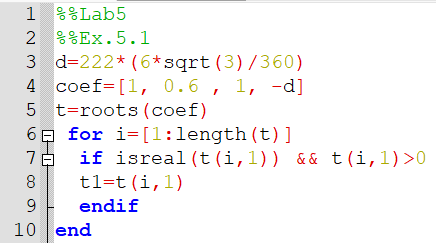 1 %%Lab5
2 %%Ex.5.1
3 d=222*(6*sqrt(3)/360)
4 coef=[1, 0.6 , 1, -d]
5 t=roots(coef)
6 for i=[1:length(t)]
7 if isreal(t(i,1)) && t(i,1)>0
8 t1=t(i,1)
9 endif
10 end